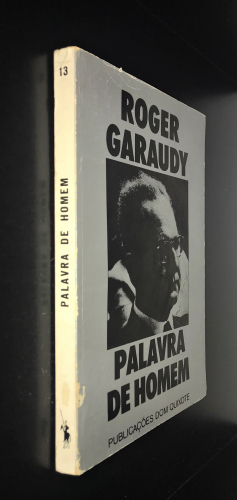 13
PALAVRA DE HOMEM
ROGER
GARAUDY
PALAVRA
DE HOMEM
PUBLICAÇÕES DOM QUIXOTE